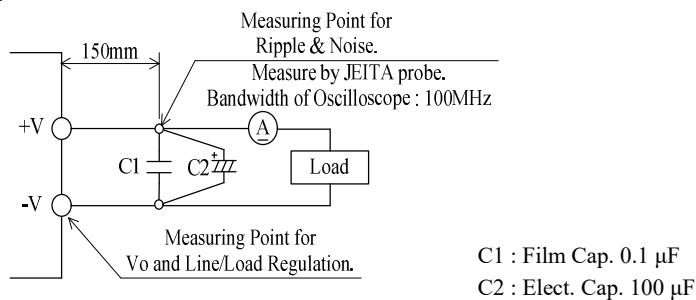 Measuring Point for
Ripple & Noise.
150mm
Measure by JEITA probe.
Bandwidth of Oscilloscope : 100MHz
+V
A
C1
C2
+
Load
-V
Measuring Point for
Vo and Line/Load Regulation.
C1 : Film Cap. 0.1 μF
C2 : Elect. Cap. 100 μF